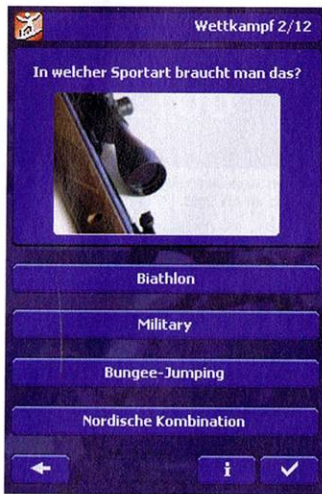 Wettkampf 2/12
In welcher Sportart braucht man das?
Biathlon
Military
Bungee-Jumping
Nordische Kombination
i